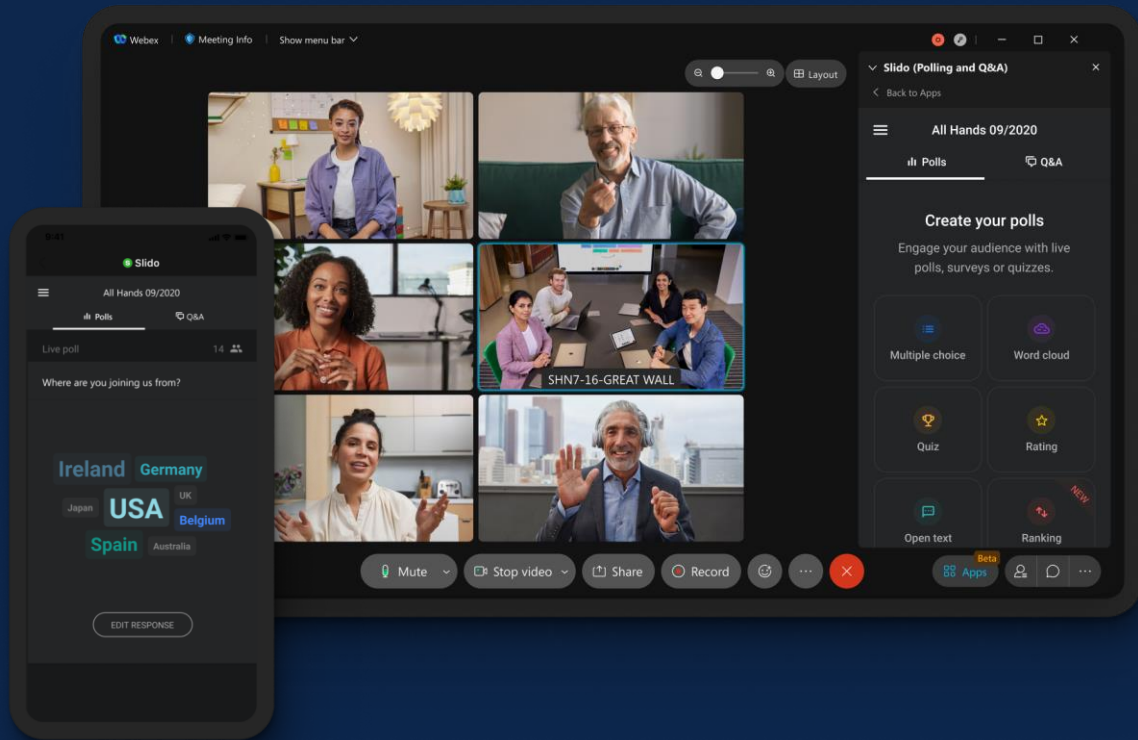 Webex
Meeting Info
Show menu bar
Layout
Slido (Polling and Q&A)
Back to Apps
All Hands 09/2020
Polls
Q&A
Create your polls
Engage your audience with live
polls, surveys or quizzes.
Multiple choice
Word cloud
Quiz
Rating
Open text
NEW
Ranking
SHN7-16-GREAT WALL
Mute
Stop video
Share
Record
Beta
Apps
9:41
Slido
All Hands 09/2020
Polls
Q&A
Live poll
14
Where are you joining us from?
Ireland
Germany
Japan
USA
UK
Belgium
Spain
Australia
EDIT RESPONSE